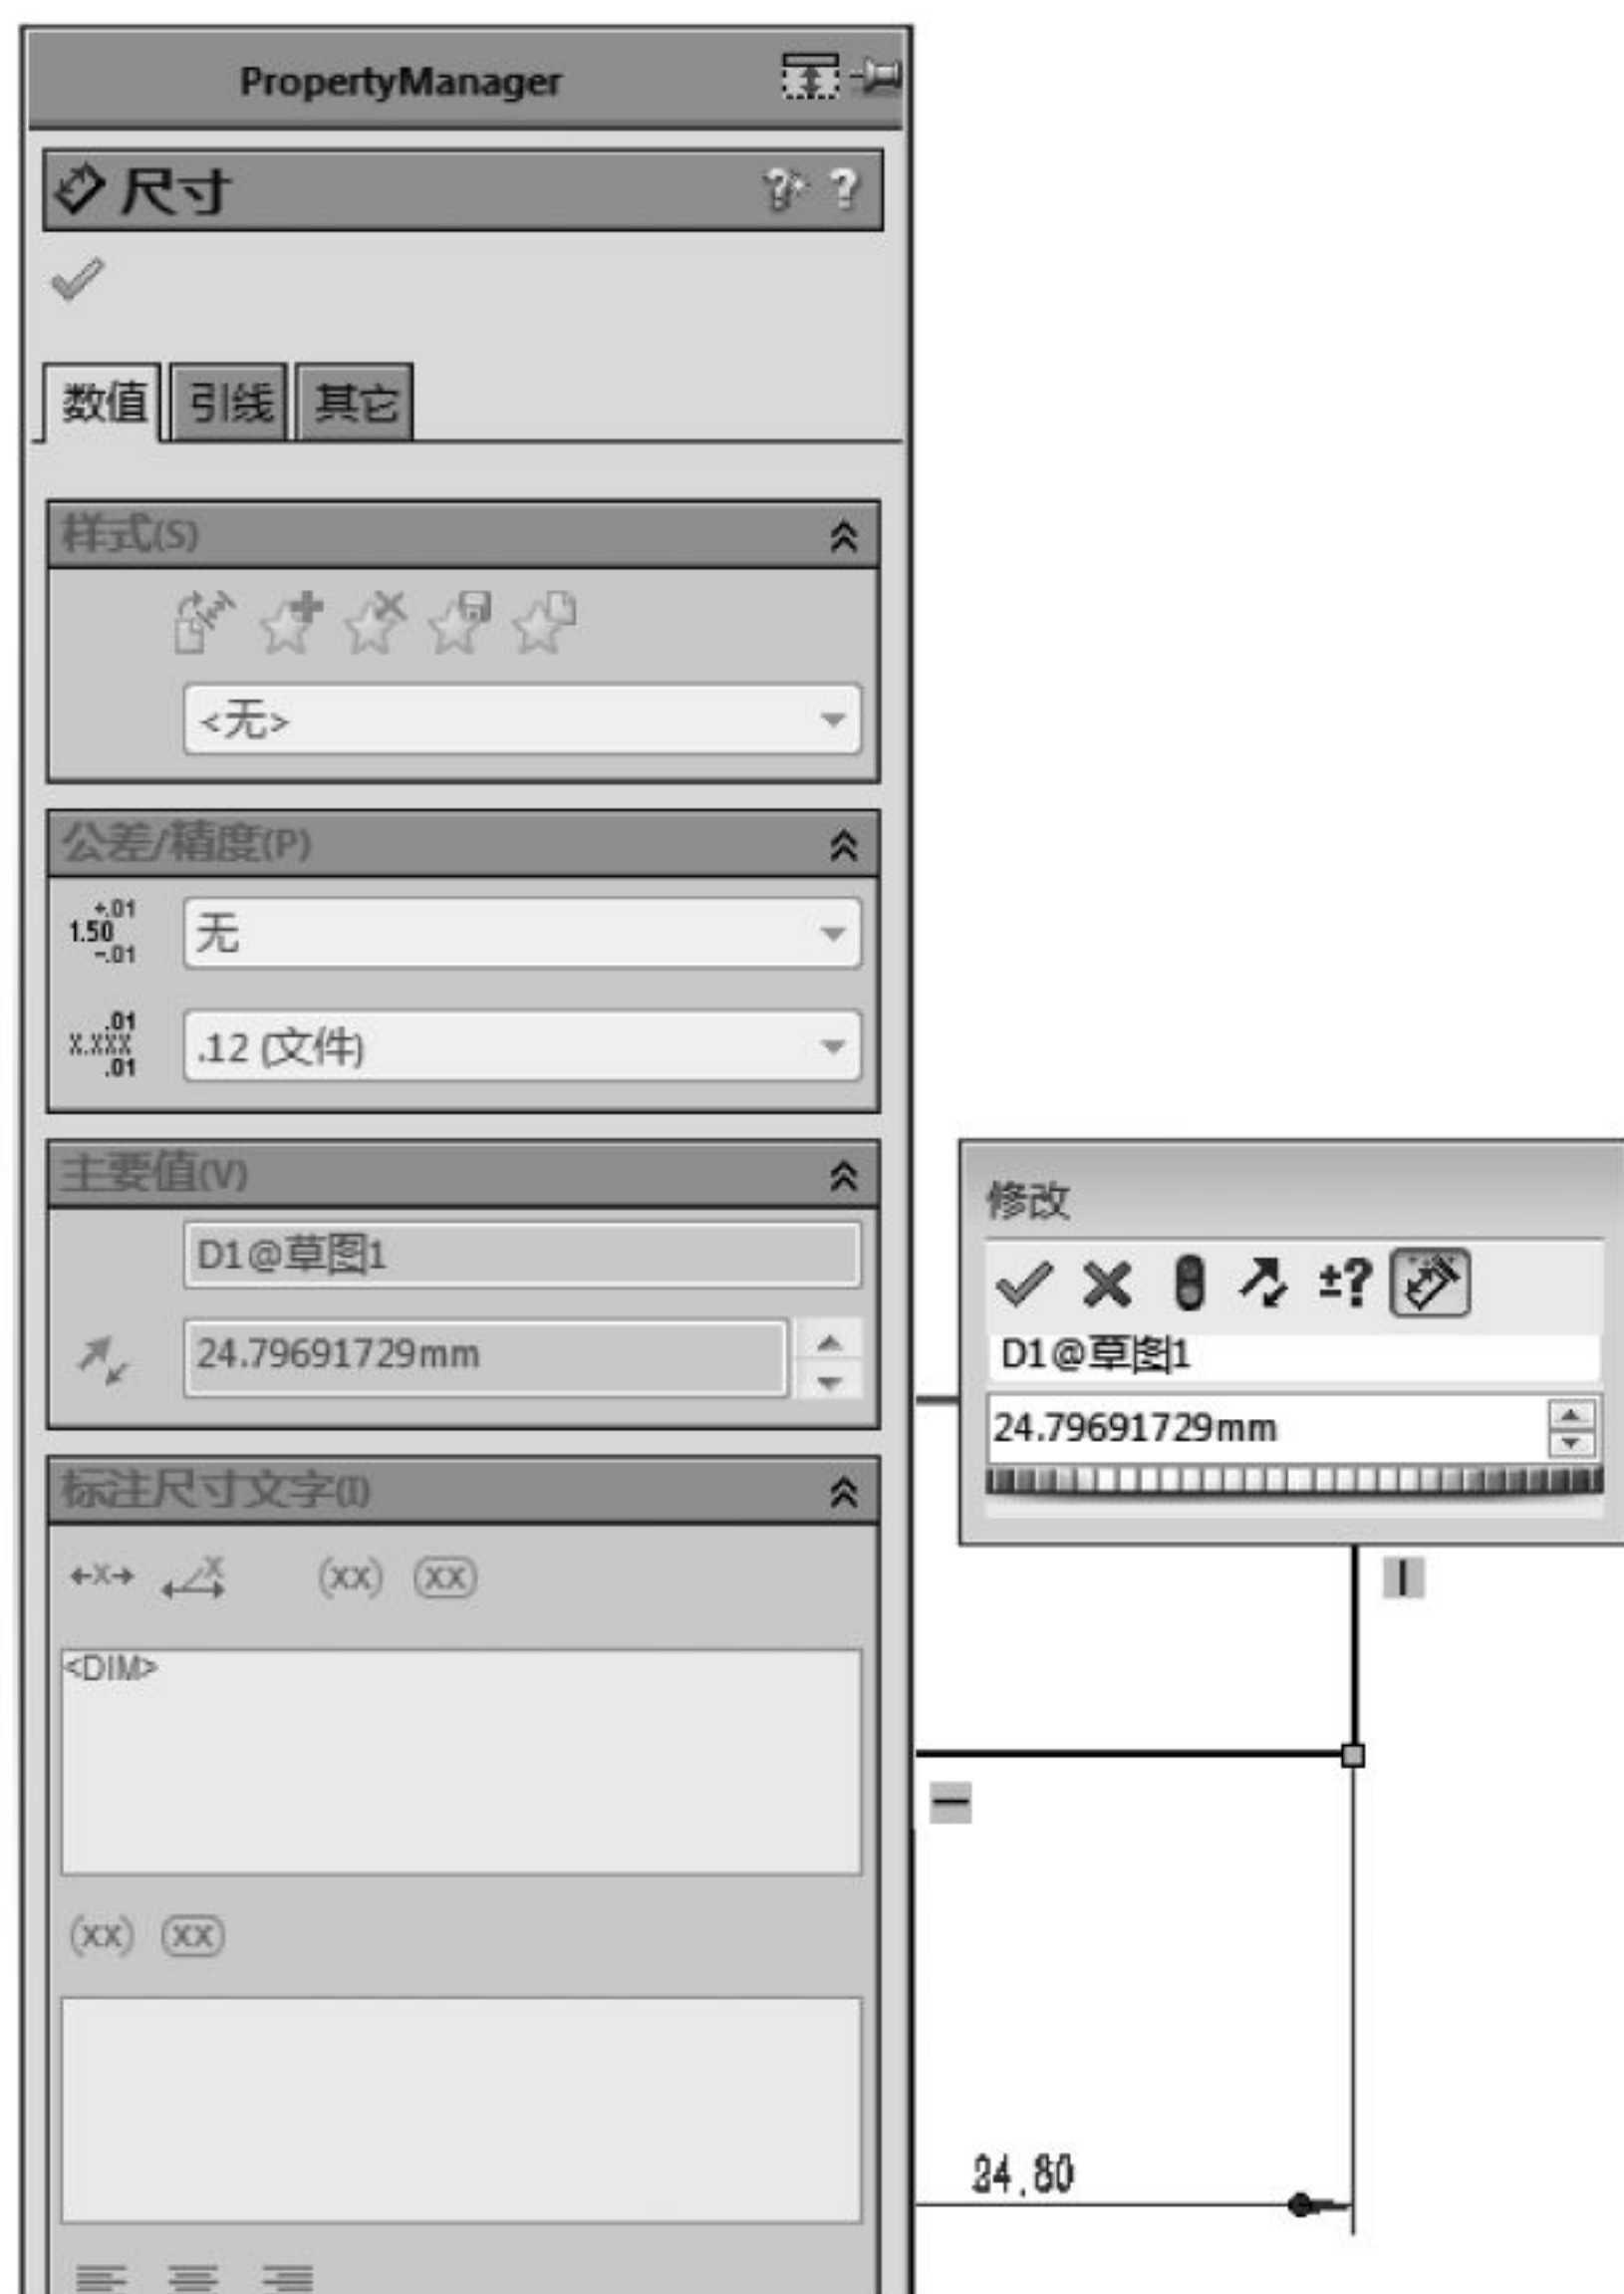 PropertyManager
尺寸
数值 引线 其它
样式(S)
<无>
公差/精度(P)
+.01
1.50
-.01
无
.01
X.XXX
.01
.12 (文件)
主要值(V)
D1@草图1
24.79691729mm
修改
±?
D1@草图1
24.79691729mm
标注尺寸文字(I)
←X→ X (XX) (XX)
<DIM>
(XX) (XX)
24.80